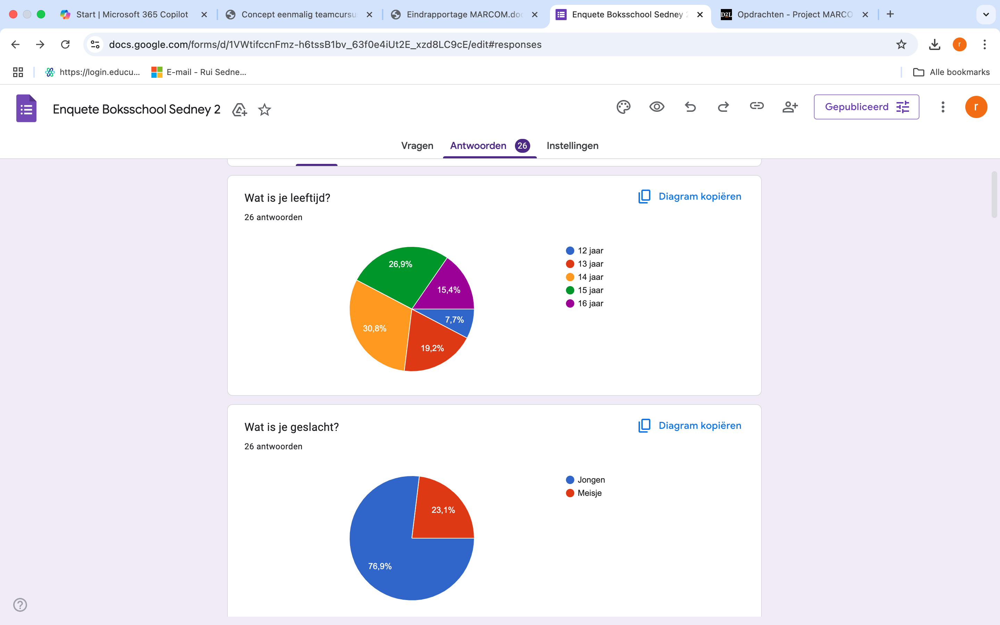 Start | Microsoft 365 Copilot
Concept eenmalig teamcursu
Eindrapportage MARCOM.doc
Enquete Boksschool Sedney 2
D2L Opdrachten - Project MARCO
docs.google.com/forms/d/1VWtifccnFmz-h6tssB1bv_63f0e4iUt2E_xzd8LC9cE/edit#responses
r
https://login.educu...
E-mail - Rui Sedne...
Alle bookmarks
Enquete Boksschool Sedney 2
Gepubliceerd
r
Vragen
Antwoorden 26
Instellingen
Wat is je leeftijd?
Diagram kopiëren
26 antwoorden
12 jaar
13 jaar
14 jaar
15 jaar
16 jaar
26,9%
15,4%
7,7%
30,8%
19,2%
Wat is je geslacht?
Diagram kopiëren
26 antwoorden
Jongen
Meisje
23,1%
76,9%